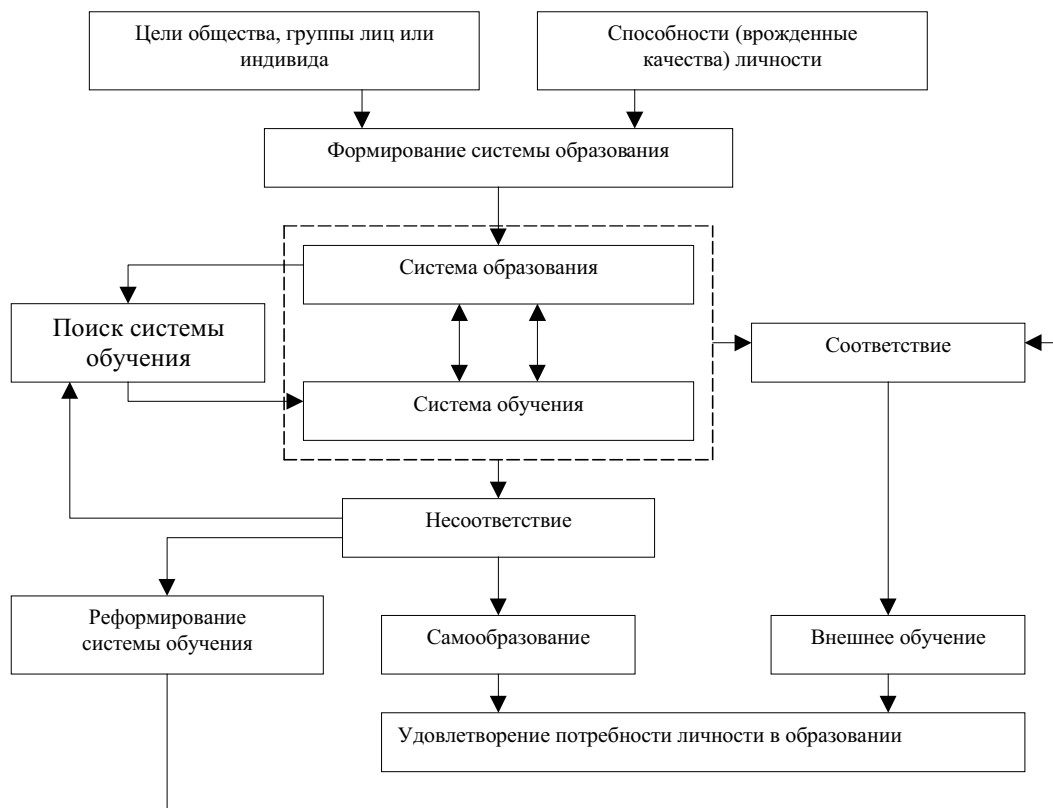 Цели общества, группы лиц или
индивида
Способности (врожденные
качества) личности
Формирование системы образования
Система образования
Поиск системы
обучения
Соответствие
Система обучения
Несоответствие
Реформирование
системы обучения
Самообразование
Внешнее обучение
Удовлетворение потребности личности в образовании